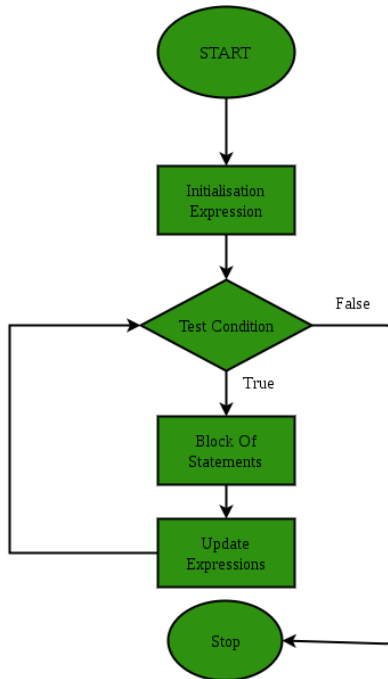 START
Initialisation
Expression
Test Condition
False
True
Block Of
Statements
Update
Expressions
Stop